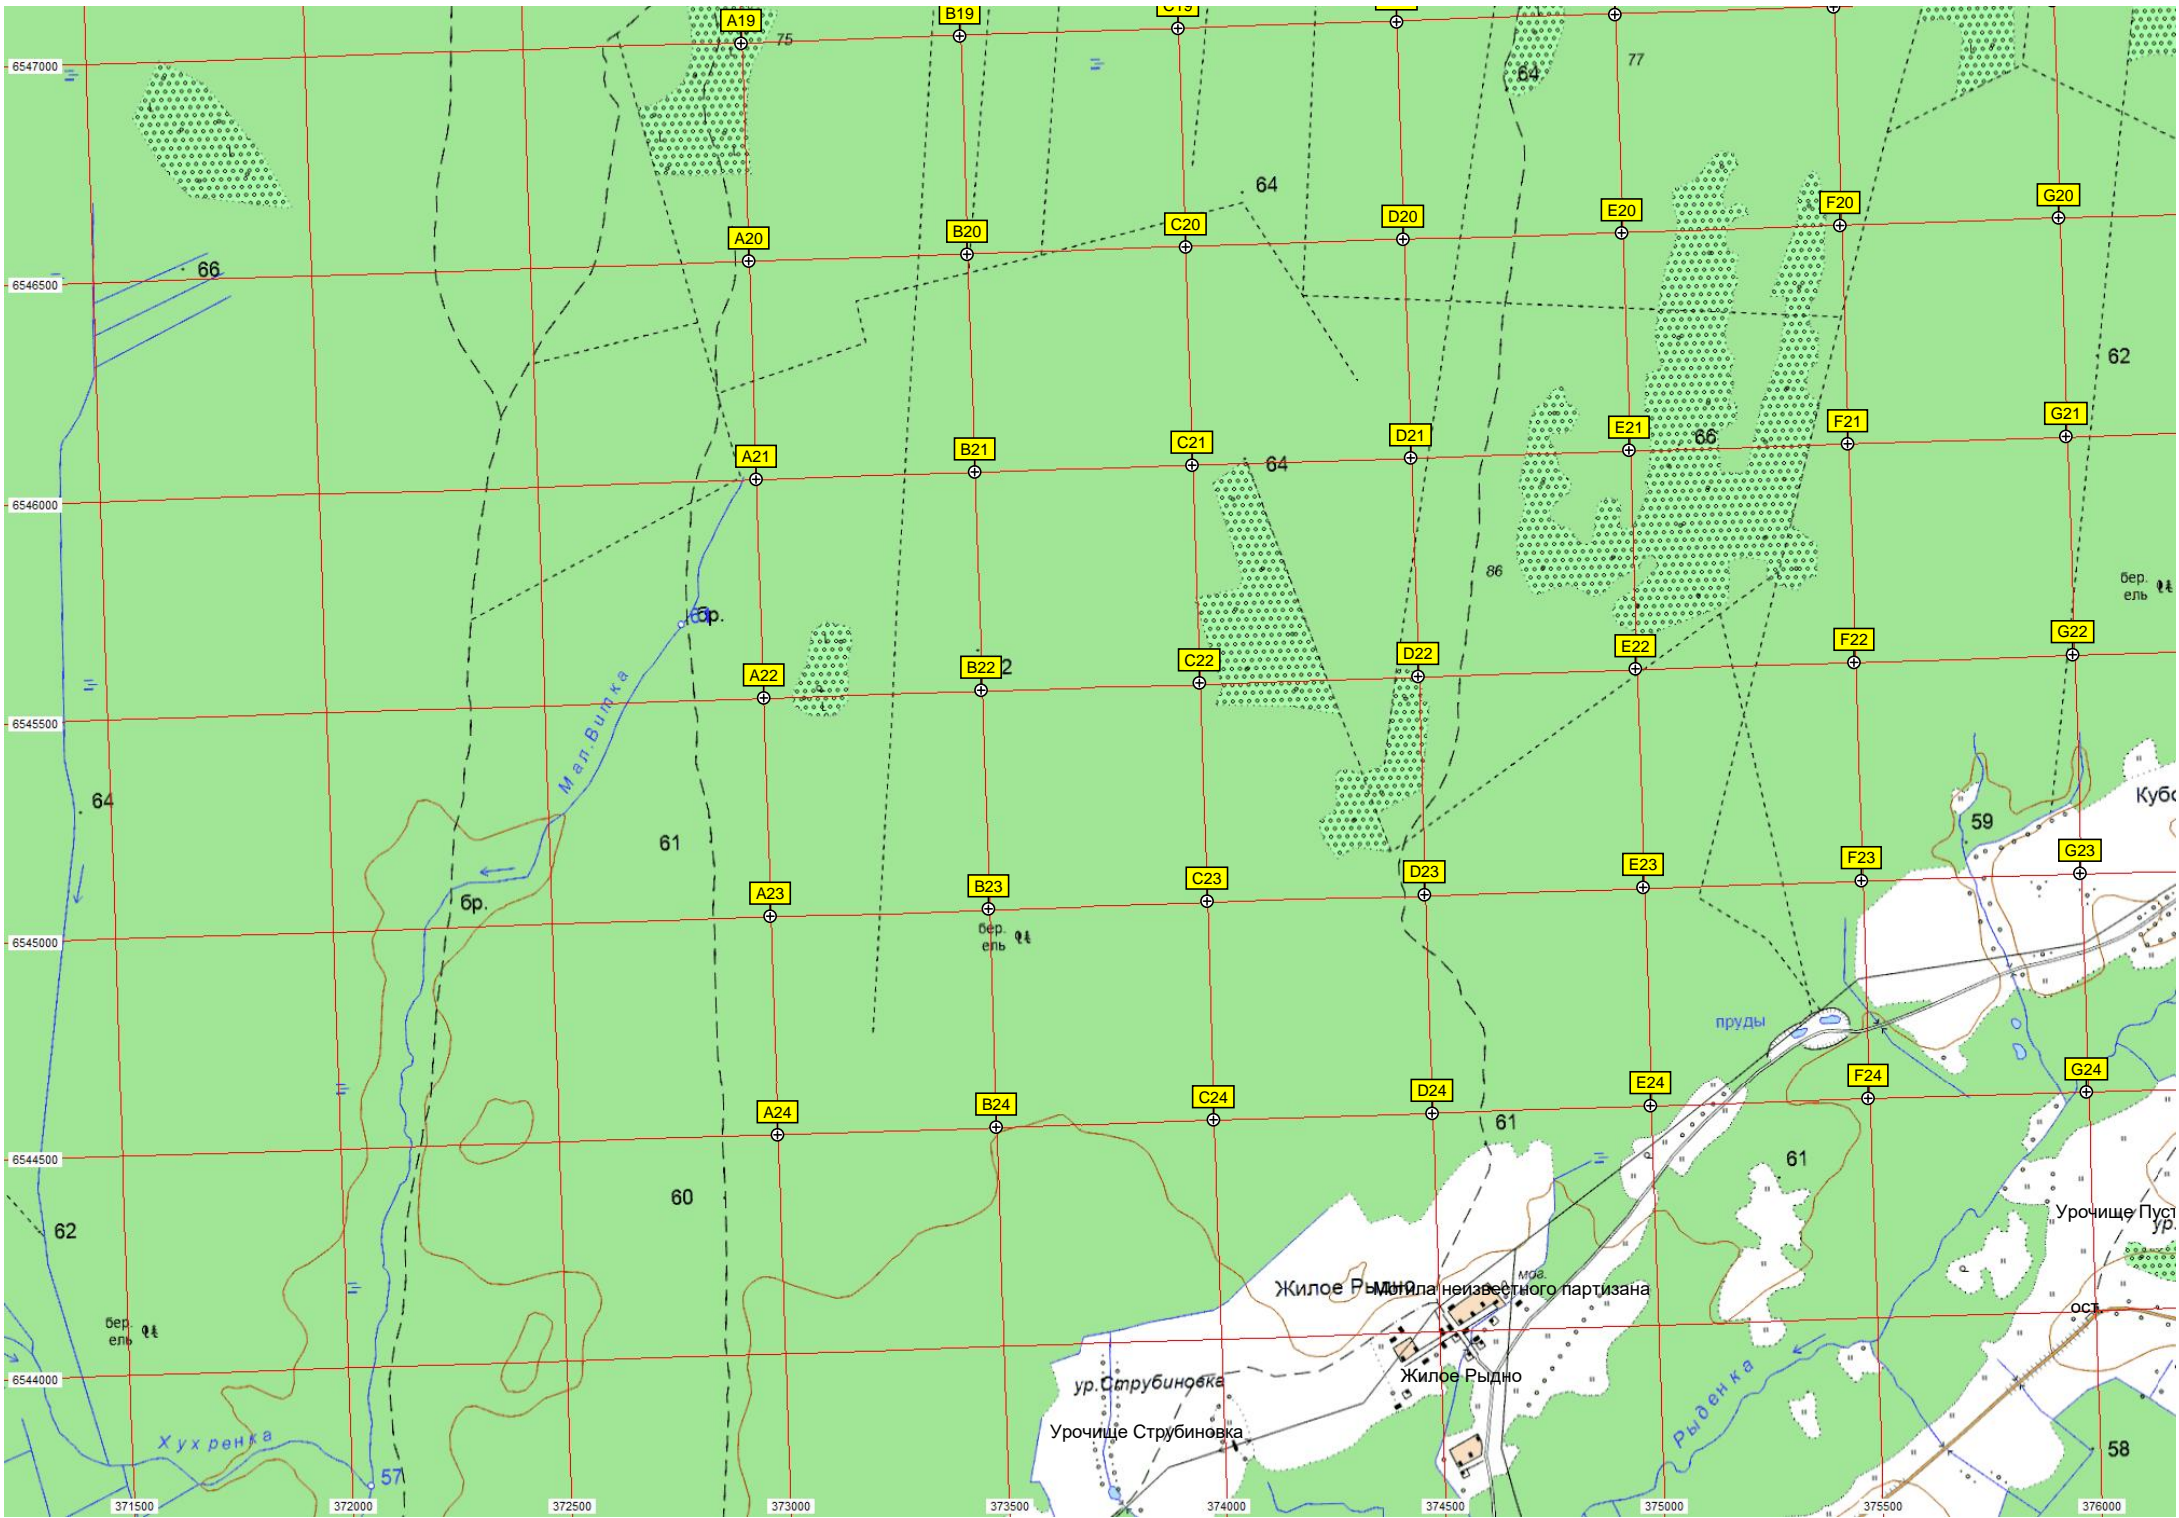 A19
B19
C19
75
77
6547000
64
64
66
A20
B20
C20
D20
E20
F20
G20
6546500
62
A21
B21
C21
D21
E21
F21
G21
64
66
6546000
86
бер.
ель
бр.
Мал.Витка
A22
B22
C22
D22
E22
F22
G22
6545500
64
61
59
A23
B23
C23
D23
E23
F23
G23
бр.
бер.
ель
6545000
пруды
A24
B24
C24
D24
E24
F24
G24
61
61
6544500
60
62
Урочище Пуст
ур.
Жилое Рыдно
мог.
Могила неизвестного партизана
ост.
бер.
ель
6544000
Жилое Рыдно
ур.Струбиновка
Рыденка
Урочище Струбиновка
Хухренка
58
57
371500
372000
372500
373000
373500
374000
374500
375000
375500
376000